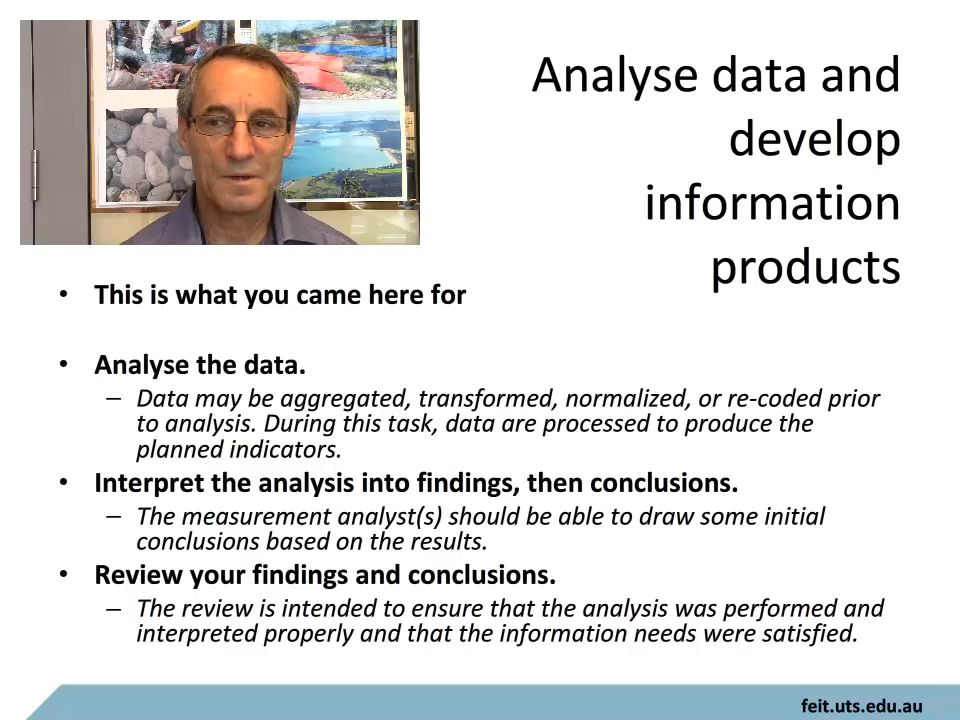 Analyse data and
develop
information
products
• This is what you came here for
• Analyse the data.
– Data may be aggregated, transformed, normalized, or re-coded prior
to analysis. During this task, data are processed to produce the
planned indicators.
• Interpret the analysis into findings, then conclusions.
– The measurement analyst(s) should be able to draw some initial
conclusions based on the results.
• Review your findings and conclusions.
– The review is intended to ensure that the analysis was performed and
interpreted properly and that the information needs were satisfied.
feit.uts.edu.au